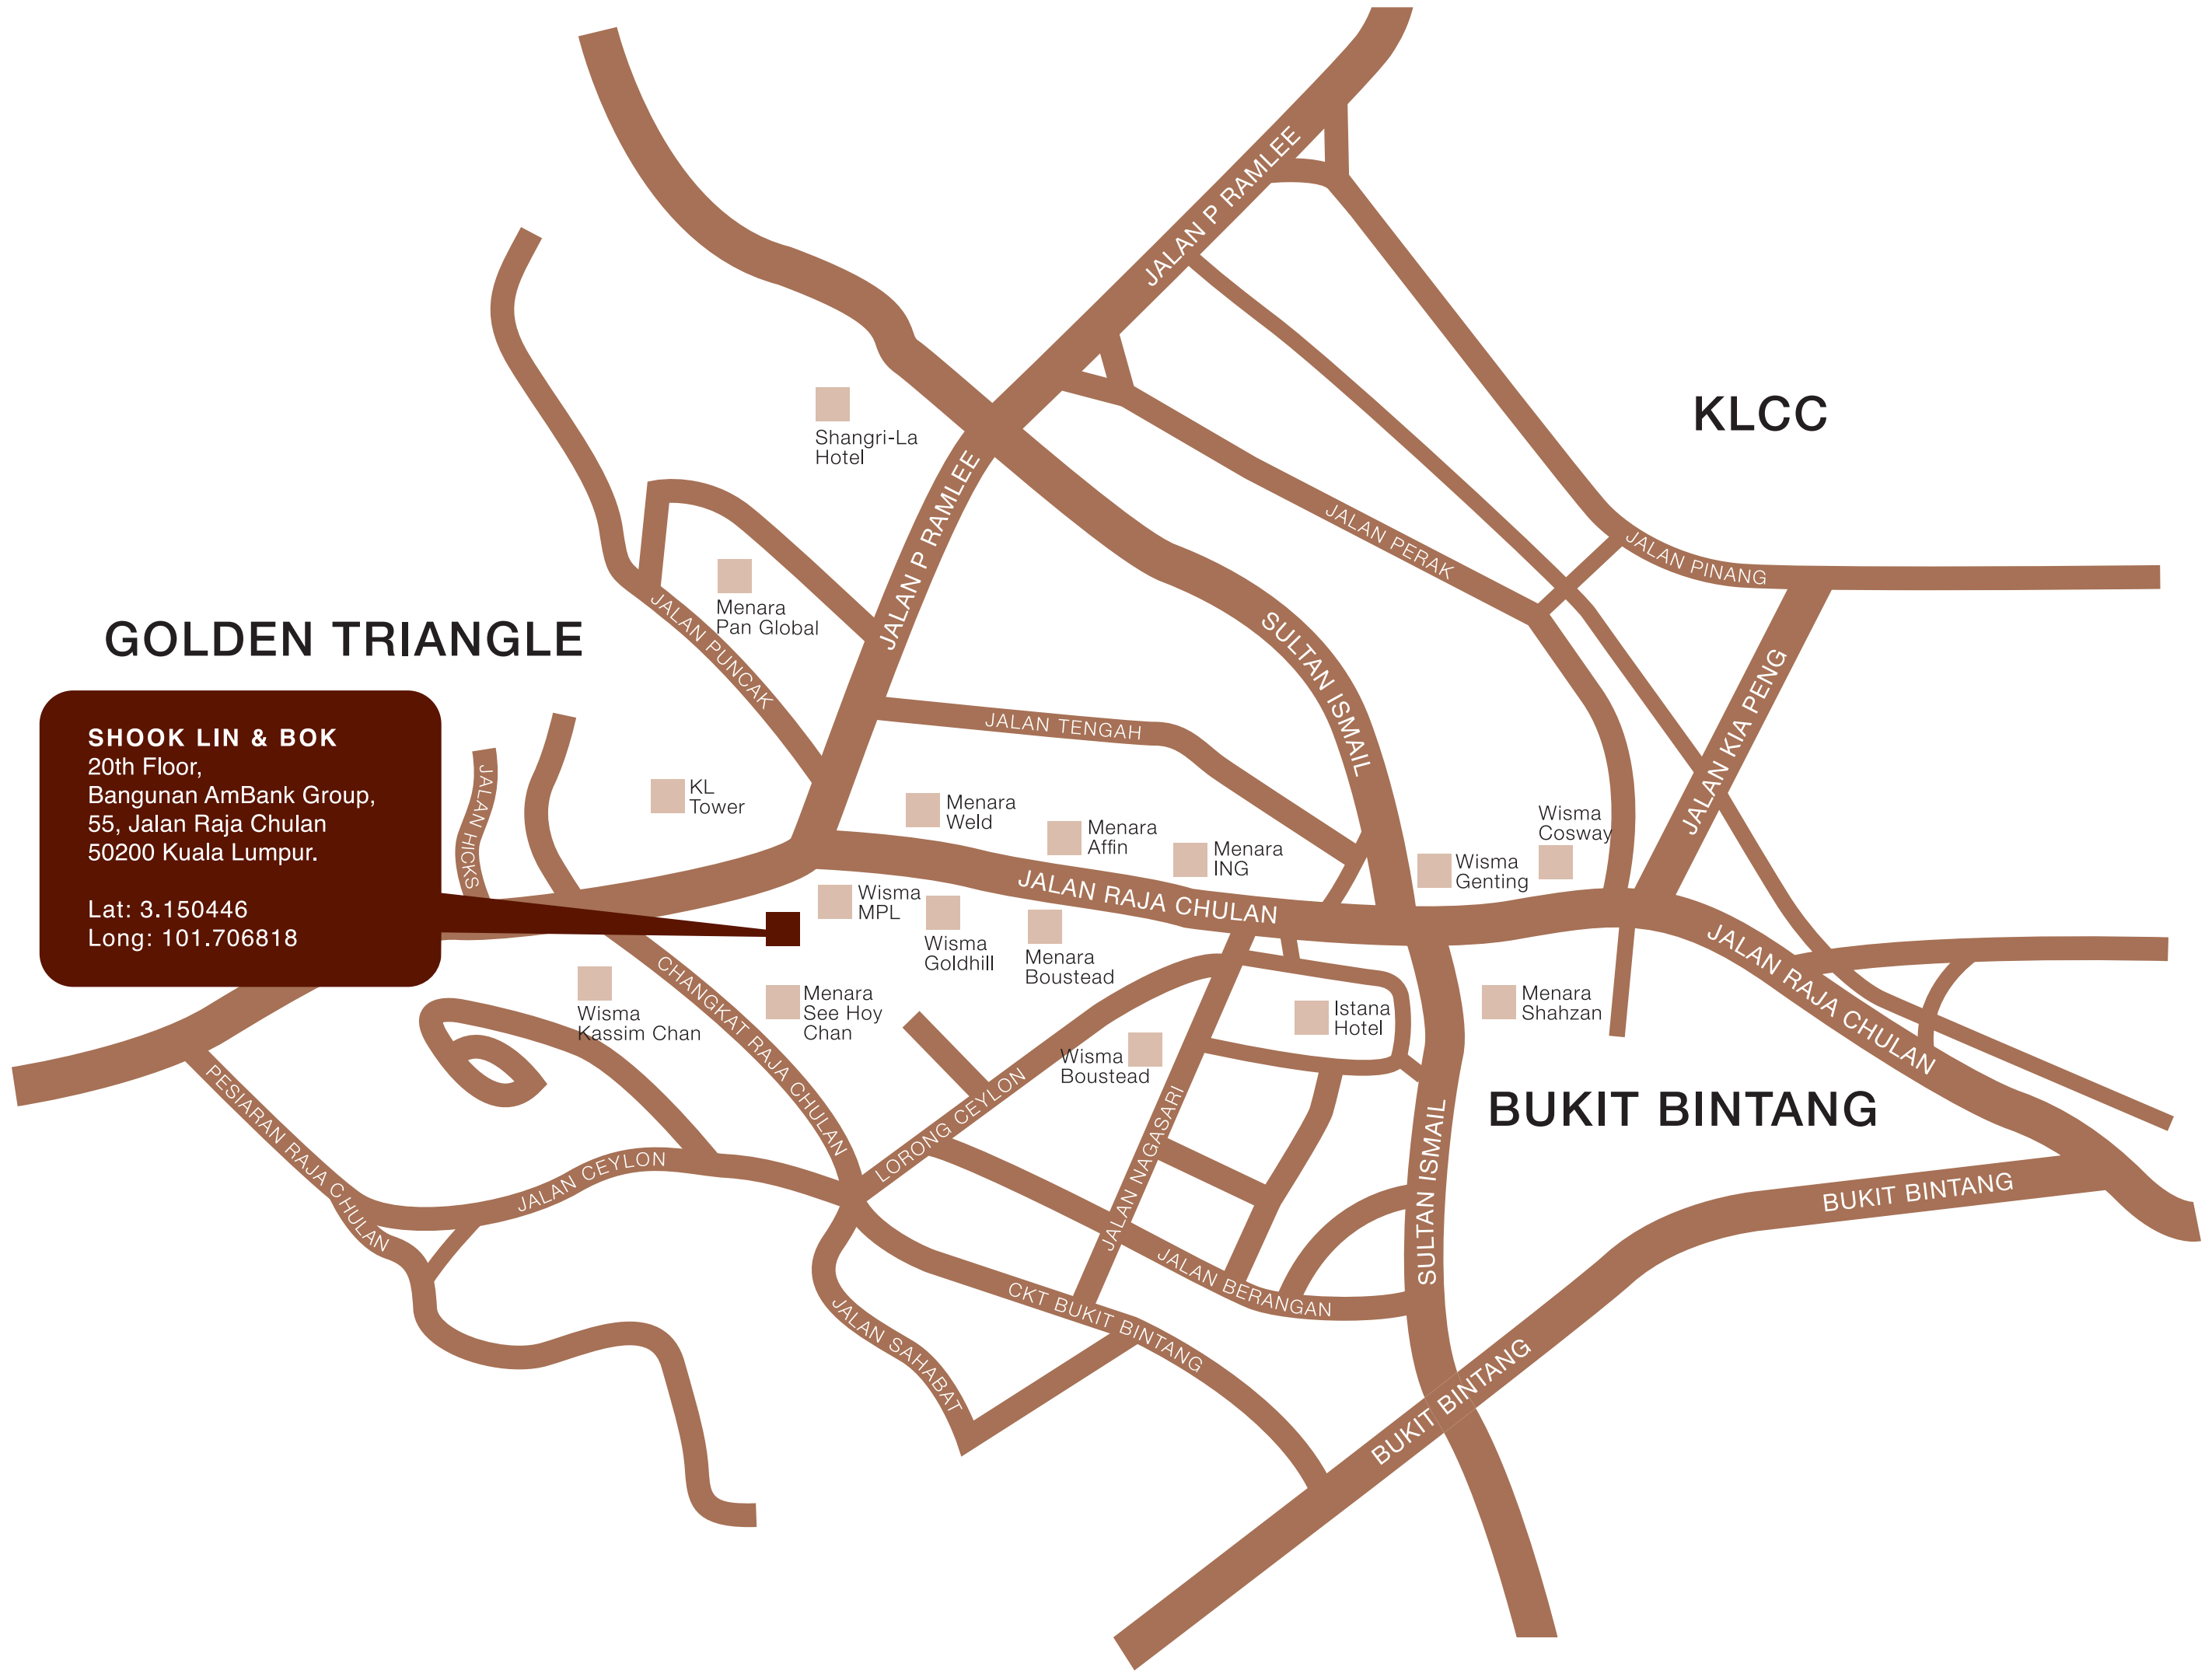 JALAN P RAMLEE
KLCC
Shangri-La
Hotel
JALAN P RAMLEE
JALAN PERAK
JALAN PINANG
Menara
Pan Global
JALAN PUNCAK
GOLDEN TRIANGLE
SULTAN ISMAIL
JALAN KIA PENG
JALAN TENGAH
SHOOK LIN & BOK
20th Floor,
Bangunan AmBank Group,
55, Jalan Raja Chulan
50200 Kuala Lumpur.
Lat: 3.150446
Long: 101.706818
JALAN HICKS
KL
Tower
Menara
Weld
Menara
Affin
Menara
ING
Wisma
Cosway
Wisma
Genting
JALAN RAJA CHULAN
Wisma
MPL
Wisma
Goldhill
Menara
Boustead
JALAN RAJA CHULAN
CHANGKAT RAJA CHULAN
Wisma
Kassim Chan
Menara
See Hoy
Chan
Istana
Hotel
Menara
Shahzan
Wisma
Boustead
BUKIT BINTANG
PESIARAN RAJA CHULAN
JALAN CEYLON
LORONG CEYLON
JALAN NAGASARI
SULTAN ISMAIL
BUKIT BINTANG
JALAN BERANGAN
CKT BUKIT BINTANG
JALAN SAHABAT
BUKIT BINTANG